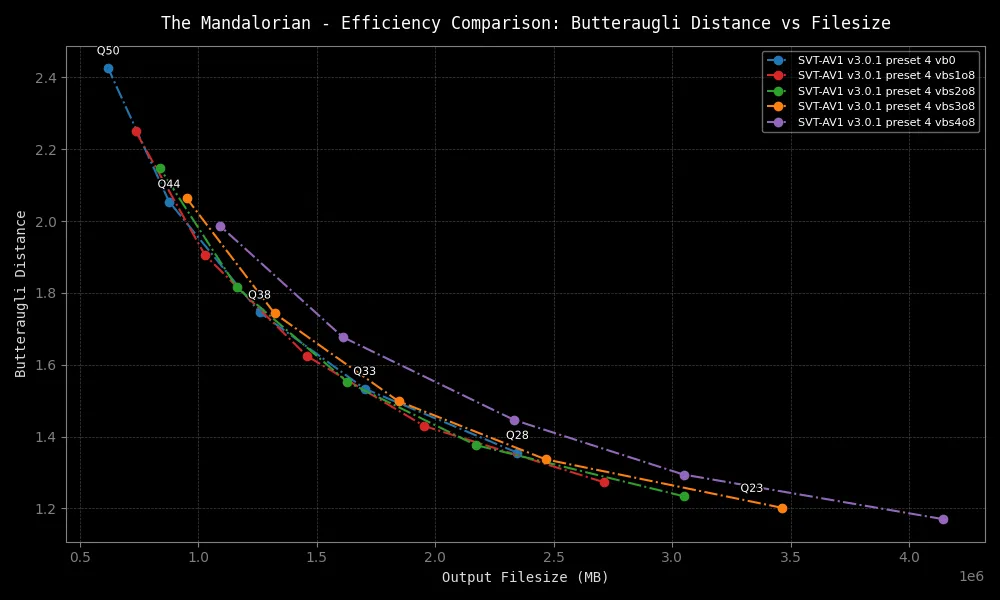 The Mandalorian - Efficiency Comparison: Butteraugli Distance vs Filesize
Q50
SVT-AV1 v3.0.1 preset 4 vb0
SVT-AV1 v3.0.1 preset 4 vbs1o8
SVT-AV1 v3.0.1 preset 4 vbs2o8
SVT-AV1 v3.0.1 preset 4 vbs3o8
SVT-AV1 v3.0.1 preset 4 vbs4o8
2.4
2.2
Q44
2.0
1.8
Q38
1.6
Q33
1.4
Q28
Q23
1.2
Butteraugli Distance
0.5 1.0 1.5 2.0 2.5 3.0 3.5 4.0
1e6
Output Filesize (MB)